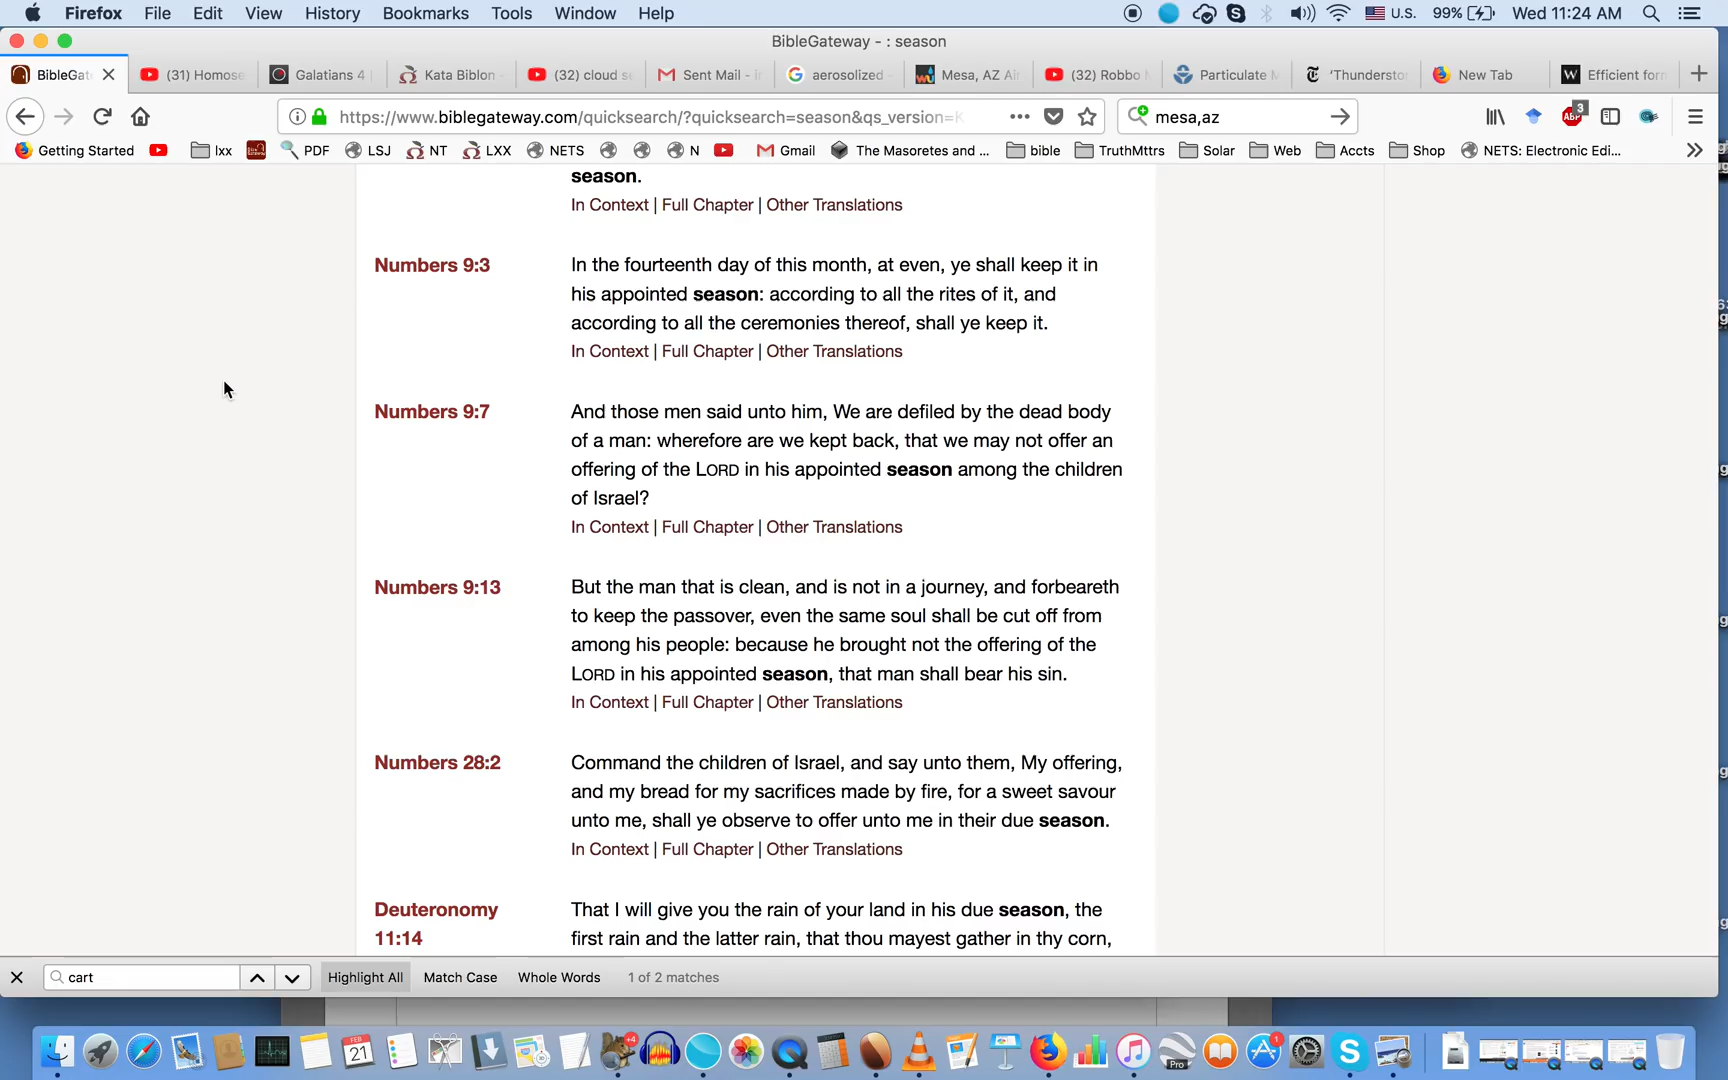 Firefox File Edit View History Bookmarks Tools Window Help U.S. 99% Wed 11:24 AM
BibleGateway - : season
BibleGat (31) Homose Galatians 4 Kata Biblon - (32) cloud s Sent Mail - i aerosolized - Mesa, AZ Ai (32) Robbo M Particulate M 'Thundersto New Tab Efficient for
https://www.biblegateway.com/quicksearch/?quicksearch=season&qs_version=K mesa,az 3
Getting Started lxx PDF LSJ NT LXX NETS N Gmail The Masoretes and ... bible TruthMttrs Solar Web Accts Shop NETS: Electronic Edi...
season.
In Context | Full Chapter | Other Translations
Numbers 9:3 In the fourteenth day of this month, at even, ye shall keep it in
his appointed season: according to all the rites of it, and
according to all the ceremonies thereof, shall ye keep it.
In Context | Full Chapter | Other Translations
Numbers 9:7 And those men said unto him, We are defiled by the dead body
of a man: wherefore are we kept back, that we may not offer an
offering of the LORD in his appointed season among the children
of Israel?
In Context | Full Chapter | Other Translations
Numbers 9:13 But the man that is clean, and is not in a journey, and forbeareth
to keep the passover, even the same soul shall be cut off from
among his people: because he brought not the offering of the
LORD in his appointed season, that man shall bear his sin.
In Context | Full Chapter | Other Translations
Numbers 28:2 Command the children of Israel, and say unto them, My offering,
and my bread for my sacrifices made by fire, for a sweet savour
unto me, shall ye observe to offer unto me in their due season.
In Context | Full Chapter | Other Translations
Deuteronomy That I will give you the rain of your land in his due season, the
11:14 first rain and the latter rain, that thou mayest gather in thy corn,
cart Highlight All Match Case Whole Words 1 of 2 matches
FEB
21
+4
Pro
1